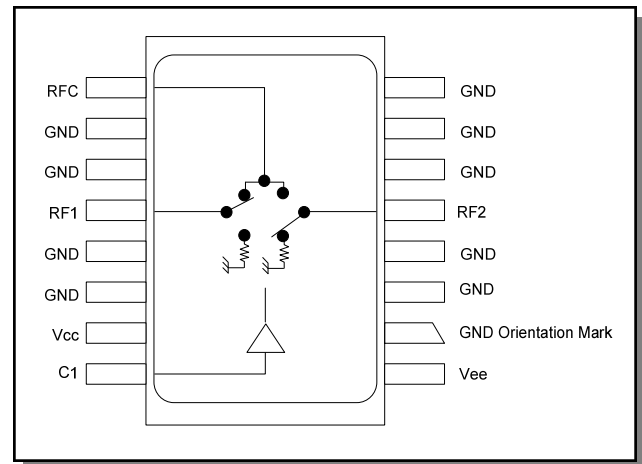 RFC
GND
GND
GND
GND
GND
RF1
RF2
GND
GND
GND
GND
Vcc
GND Orientation Mark
C1
Vee